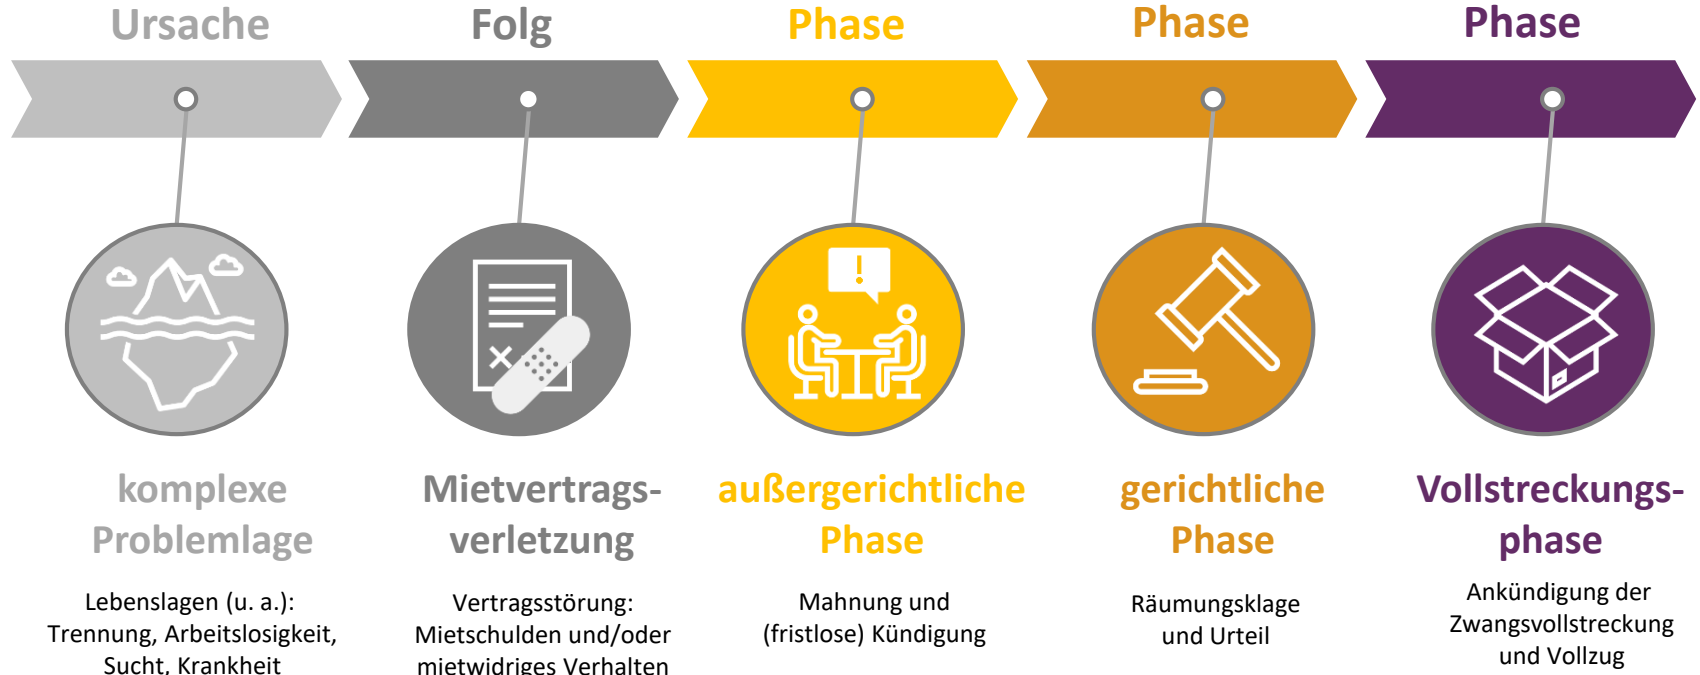 Ursache
Folg
Phase
Phase
Phase
!
komplexe
Problemlage
Mietvertrags-
verletzung
außergerichtliche
Phase
gerichtliche
Phase
Vollstreckungs-
phase
Lebenslagen (u. a.):
Trennung, Arbeitslosigkeit,
Sucht, Krankheit
Vertragsstörung:
Mietschulden und/oder
mietwidriges Verhalten
Mahnung und
(fristlose) Kündigung
Räumungsklage
und Urteil
Ankündigung der
Zwangsvollstreckung
und Vollzug